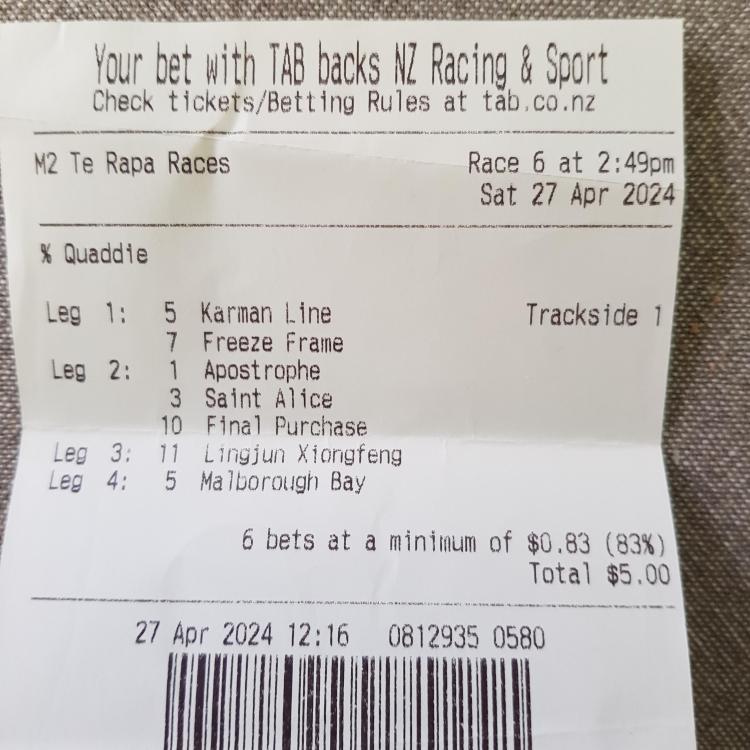 Your bet with TAB backs NZ Racing & Sport
Check tickets/Betting Rules at tab.co.nz
M2 Te Rapa Races Race 6 at 2:49pm
Sat 27 Apr 2024
% Quaddie
Leg 1: 5 Karman Line Trackside 1
7 Freeze Frame
Leg 2: 1 Apostrophe
3 Saint Alice
10 Final Purchase
Leg 3: 11 Lingjun Xiongfeng
Leg 4: 5 Malborough Bay
6 bets at a minimum of $0.83 (83%)
Total $5.00
27 Apr 2024 12:16 0812935 0580